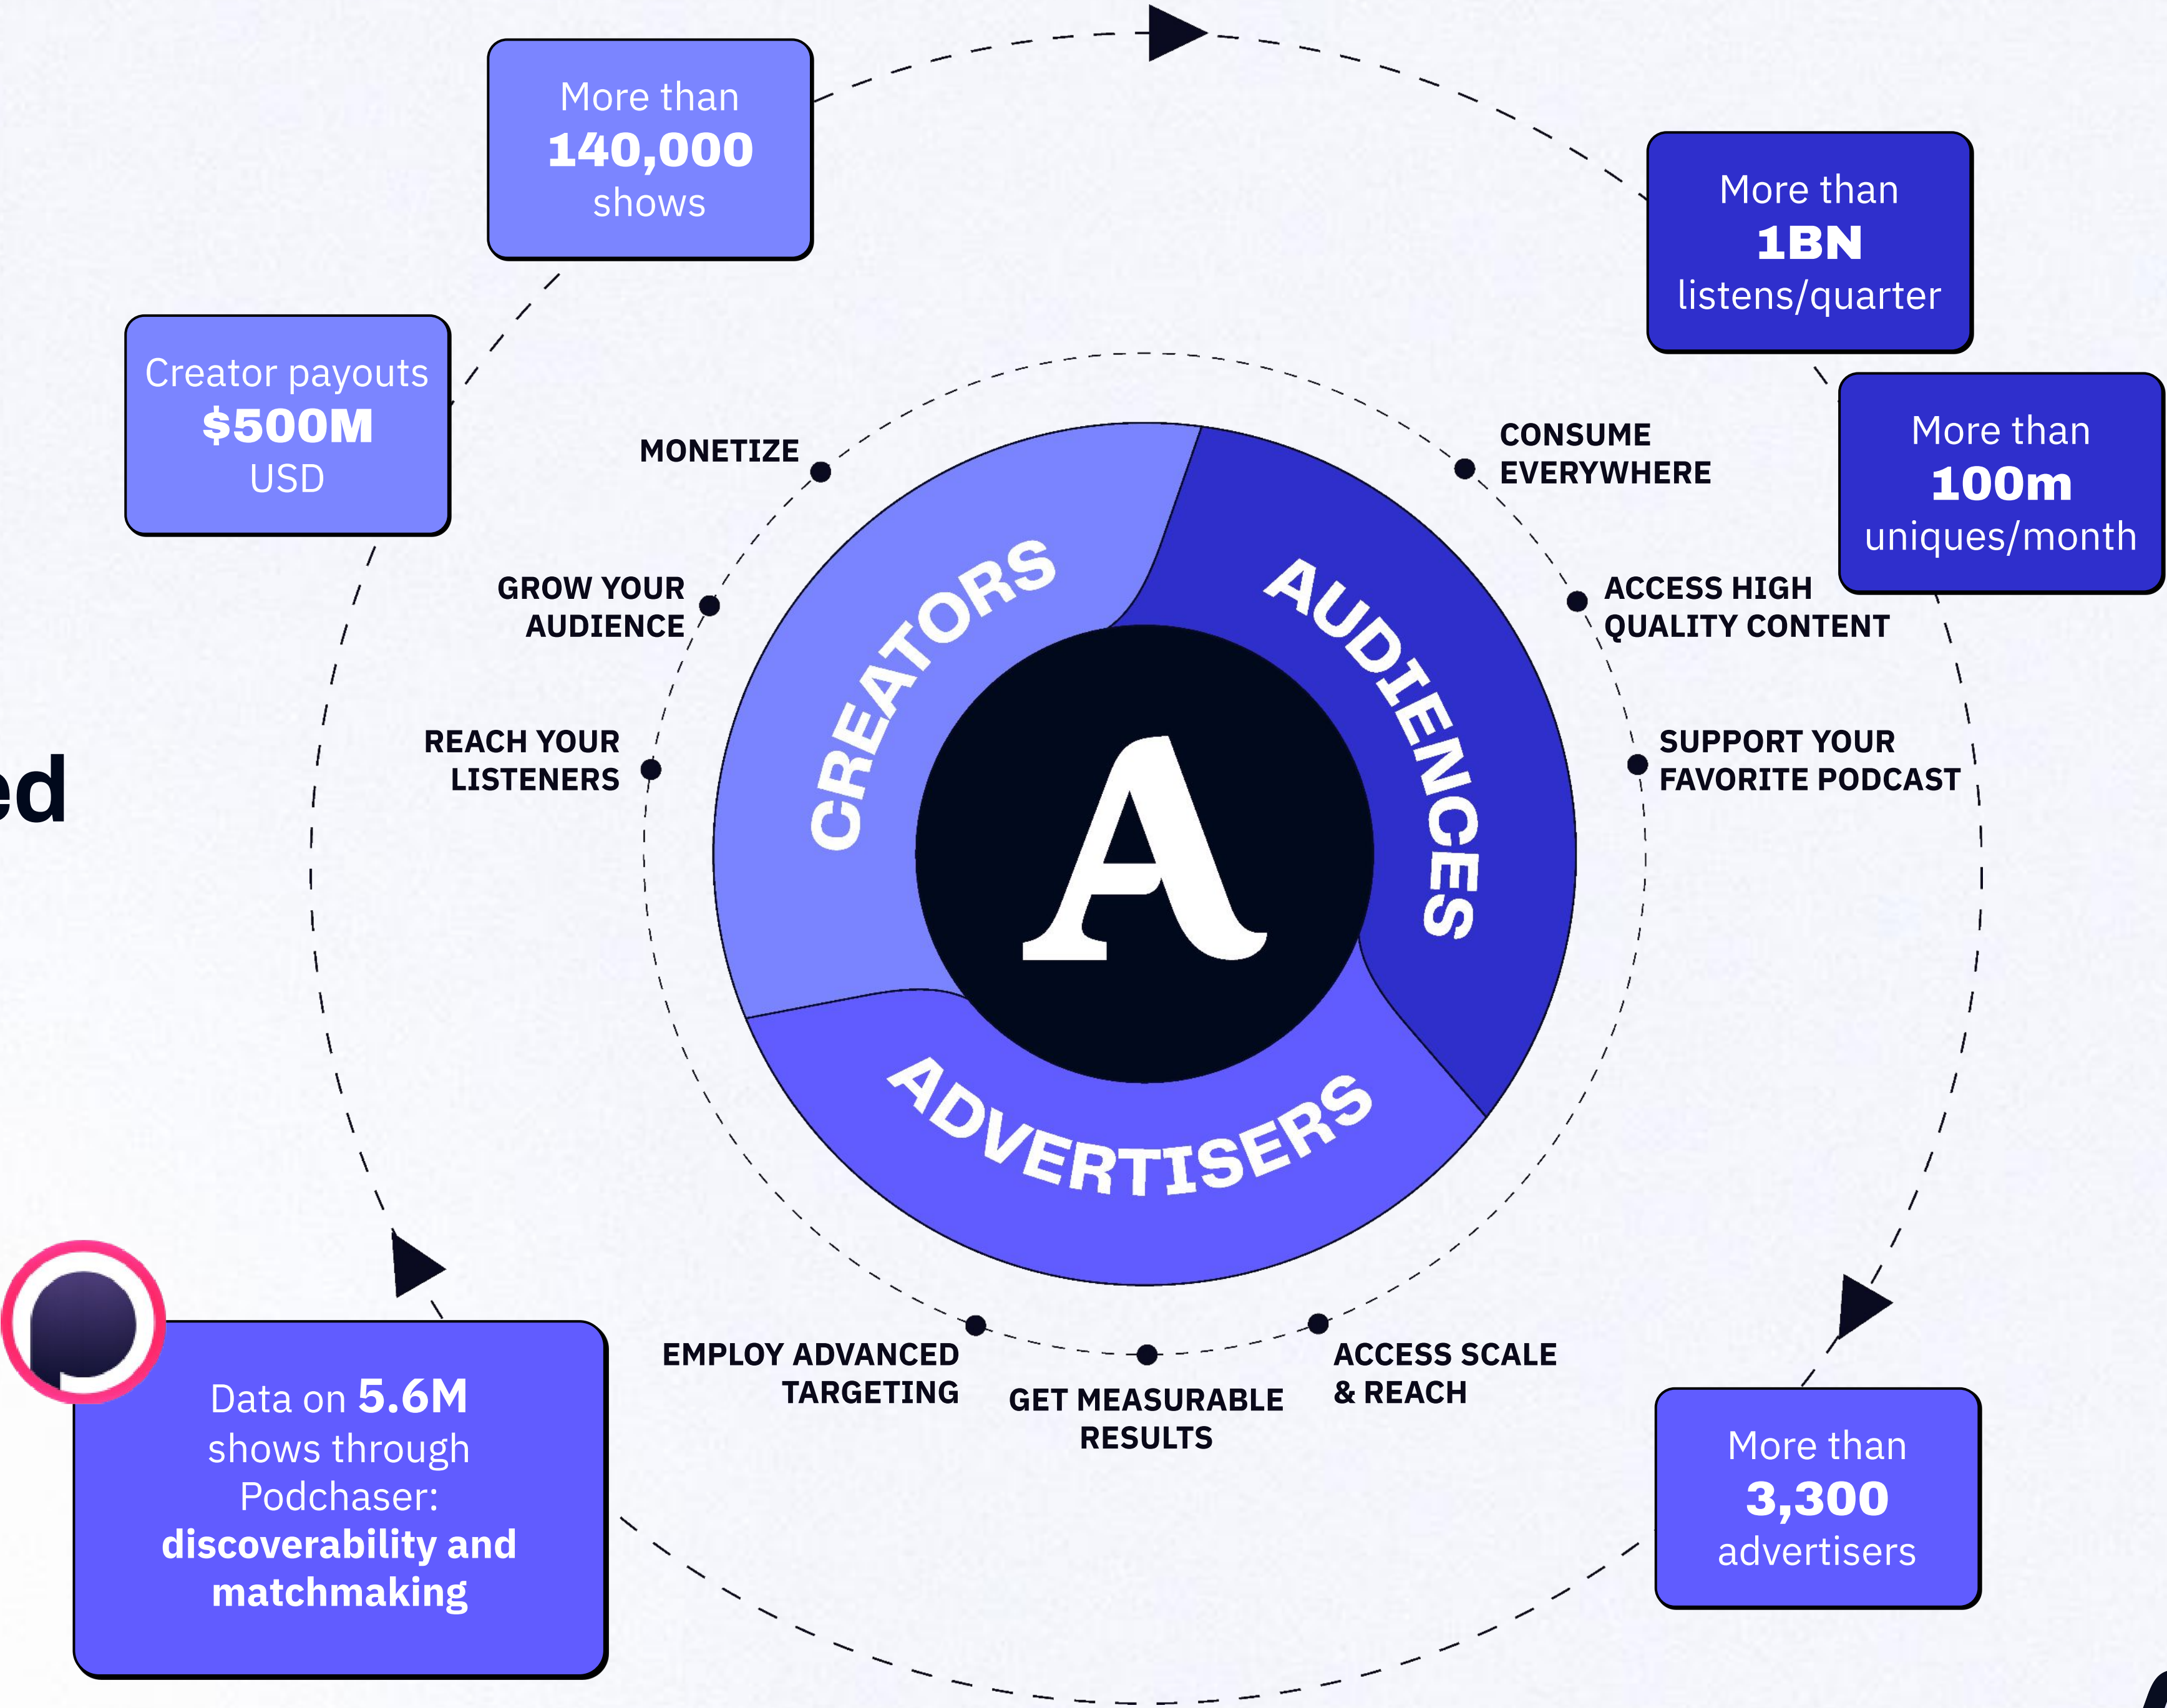 More than
140,000
shows
More than
1BN
listens/quarter
Creator payouts
$500M
USD
More than
100m
uniques/month
MONETIZE
GROW YOUR
AUDIENCE
REACH YOUR
LISTENERS
CONSUME
EVERYWHERE
ACCESS HIGH
QUALITY CONTENT
SUPPORT YOUR
FAVORITE PODCAST
CREATORS
AUDIENCES
A
ADVERTISERS
ed
EMPLOY ADVANCED
TARGETING
GET MEASURABLE
RESULTS
ACCESS SCALE
& REACH
Data on 5.6M
shows through
Podchaser:
discoverability and
matchmaking
More than
3,300
advertisers